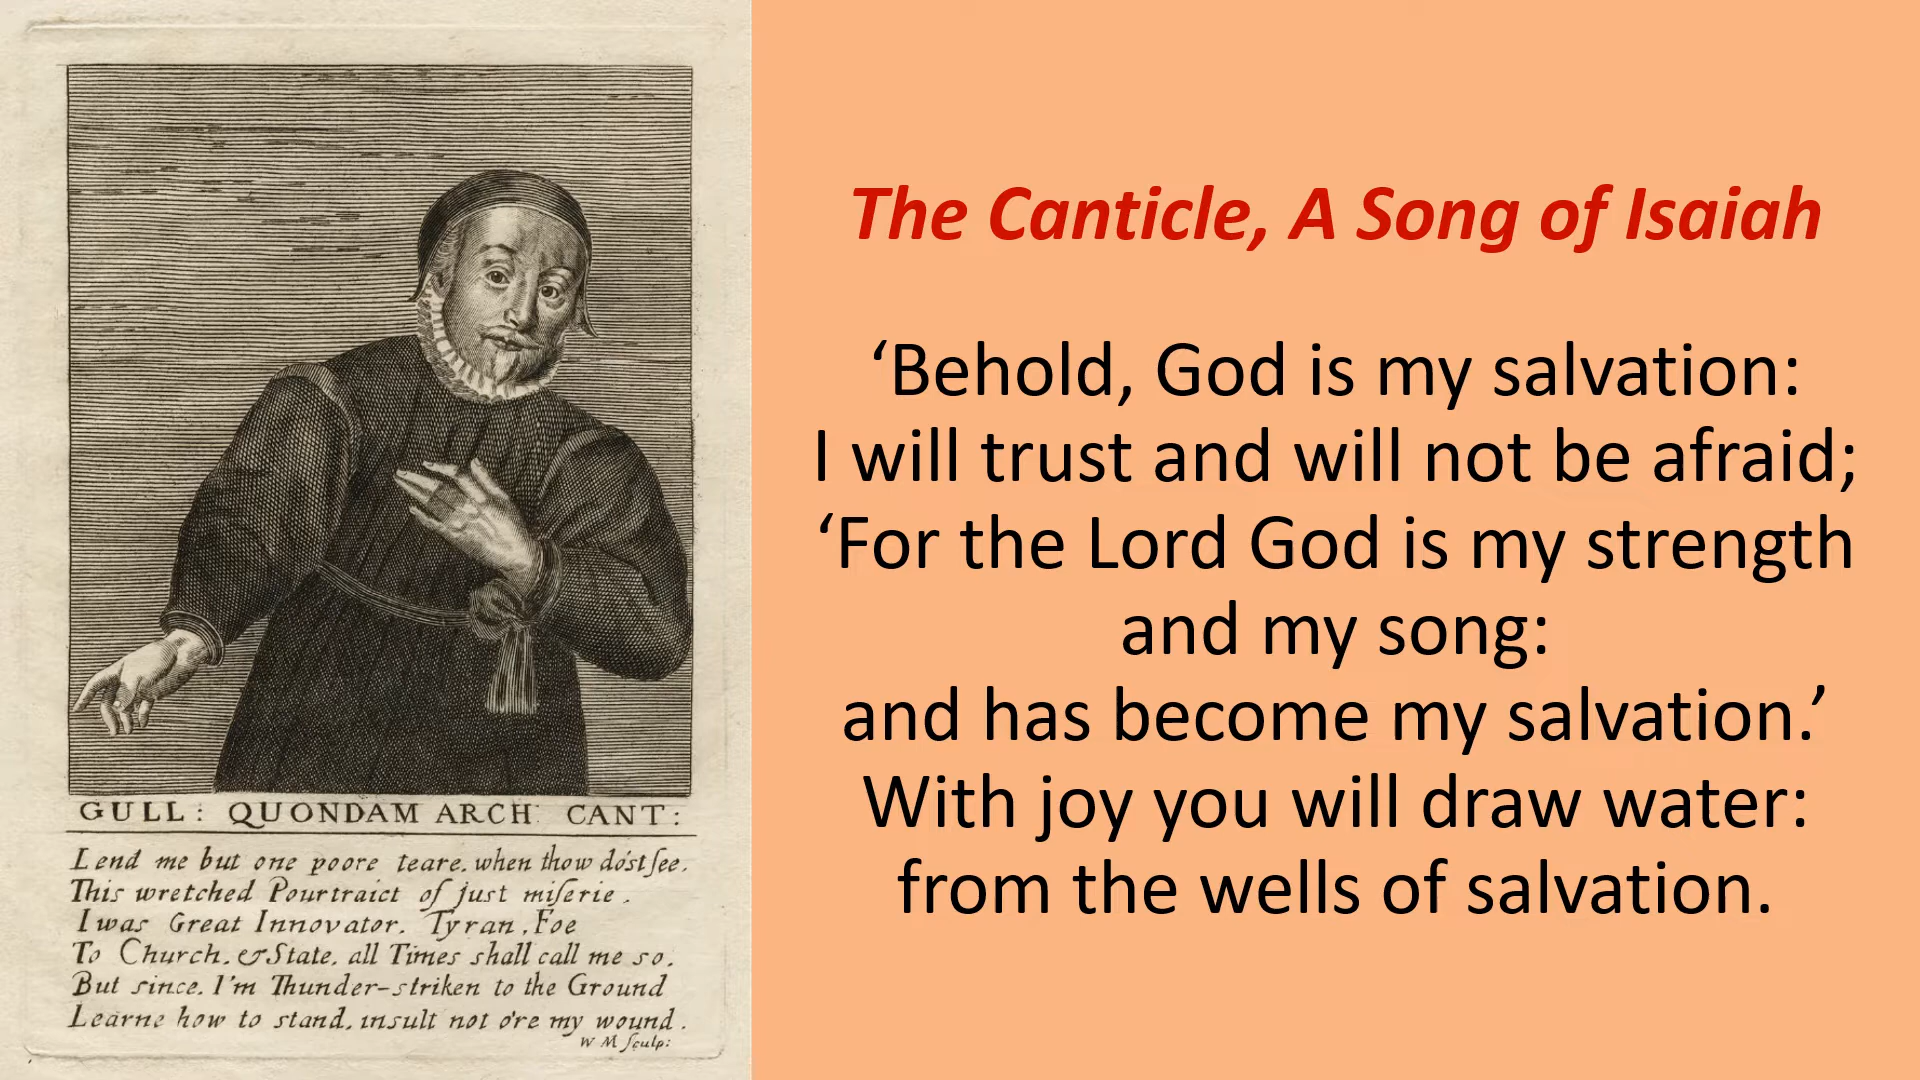 GULL: QUONDAM ARCH: CANT:
Lend me but one poore teare, when thow do'st ſee,
This wretched Pourtraict of just miſerie.
I was Great Innovator, Tyran, Foe
To Church, & State, all Times shall call me so.
But since, I'm Thunder-striken to the Ground
Learne how to stand, insult not o're my wound.
W M ſculp:
The Canticle, A Song of Isaiah
‘Behold, God is my salvation:
I will trust and will not be afraid;
‘For the Lord God is my strength
and my song:
and has become my salvation.’
With joy you will draw water:
from the wells of salvation.